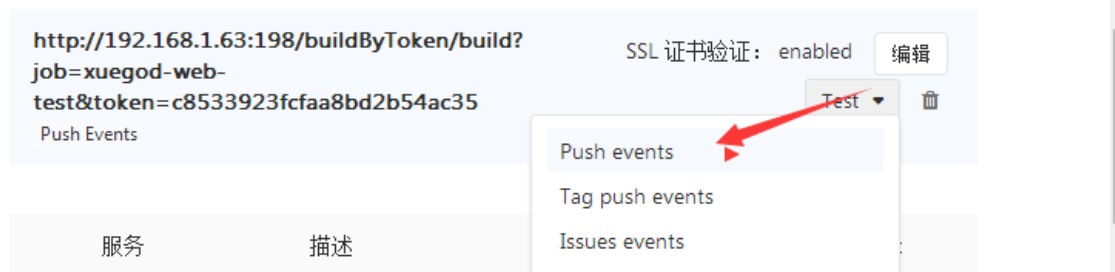 http://192.168.1.63:198/buildByToken/build?
job=xuegod-web-
test&token=c8533923fcfaa8bd2b54ac35
Push Events
SSL 证书验证： enabled
编辑
Test
Push events
Tag push events
Issues events
服务
描述